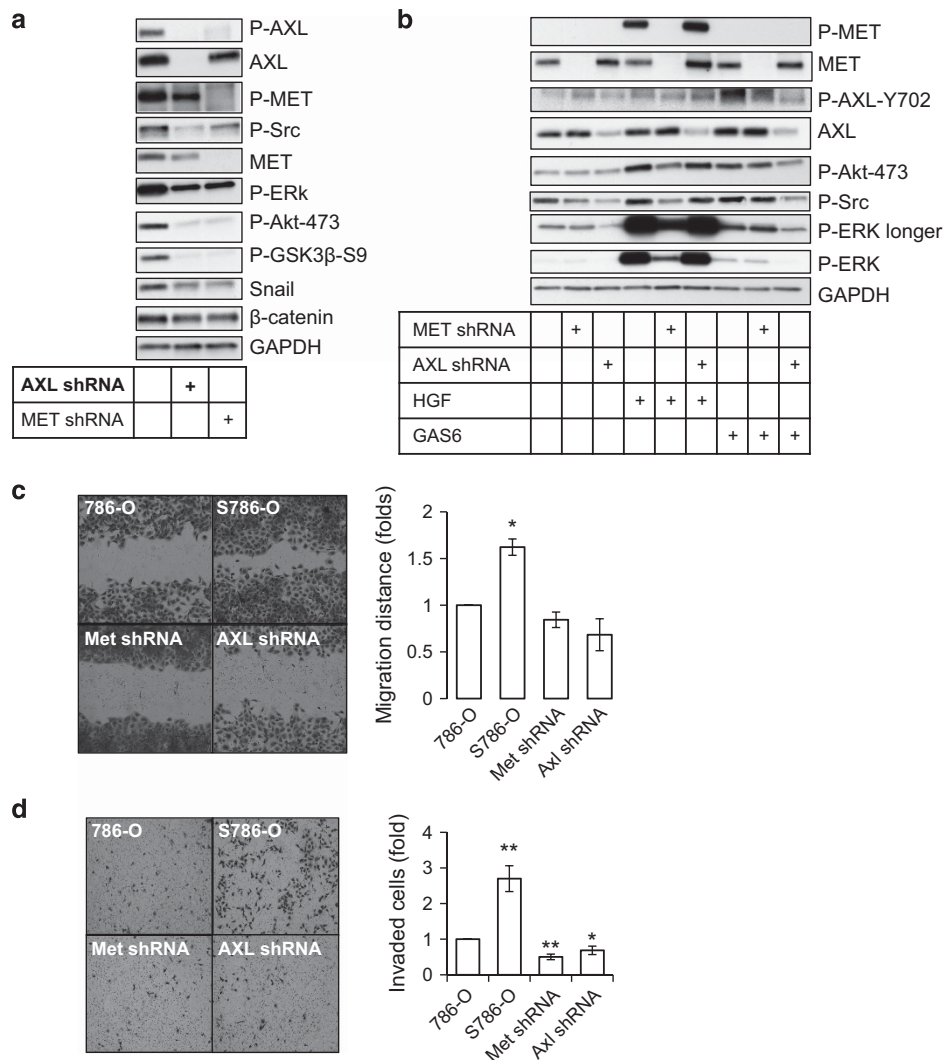 a
P-AXL
AXL
P-MET
P-Src
MET
P-ERk
P-Akt-473
P-GSK3β-S9
Snail
β-catenin
GAPDH
AXL shRNA +
MET shRNA +
b
P-MET
MET
P-AXL-Y702
AXL
P-Akt-473
P-Src
P-ERK longer
P-ERK
GAPDH
MET shRNA + + +
AXL shRNA + + +
HGF + + +
GAS6 + + +
c
786-O S786-O
Met shRNA AXL shRNA
Migration distance (folds)
2
1.5
1
0.5
0
*
786-O
S786-O
Met shRNA
Axl shRNA
d
786-O S786-O
Met shRNA AXL shRNA
Invaded cells (fold)
4
3
2
1
0
**
**
*
786-O
S786-O
Met shRNA
Axl shRNA